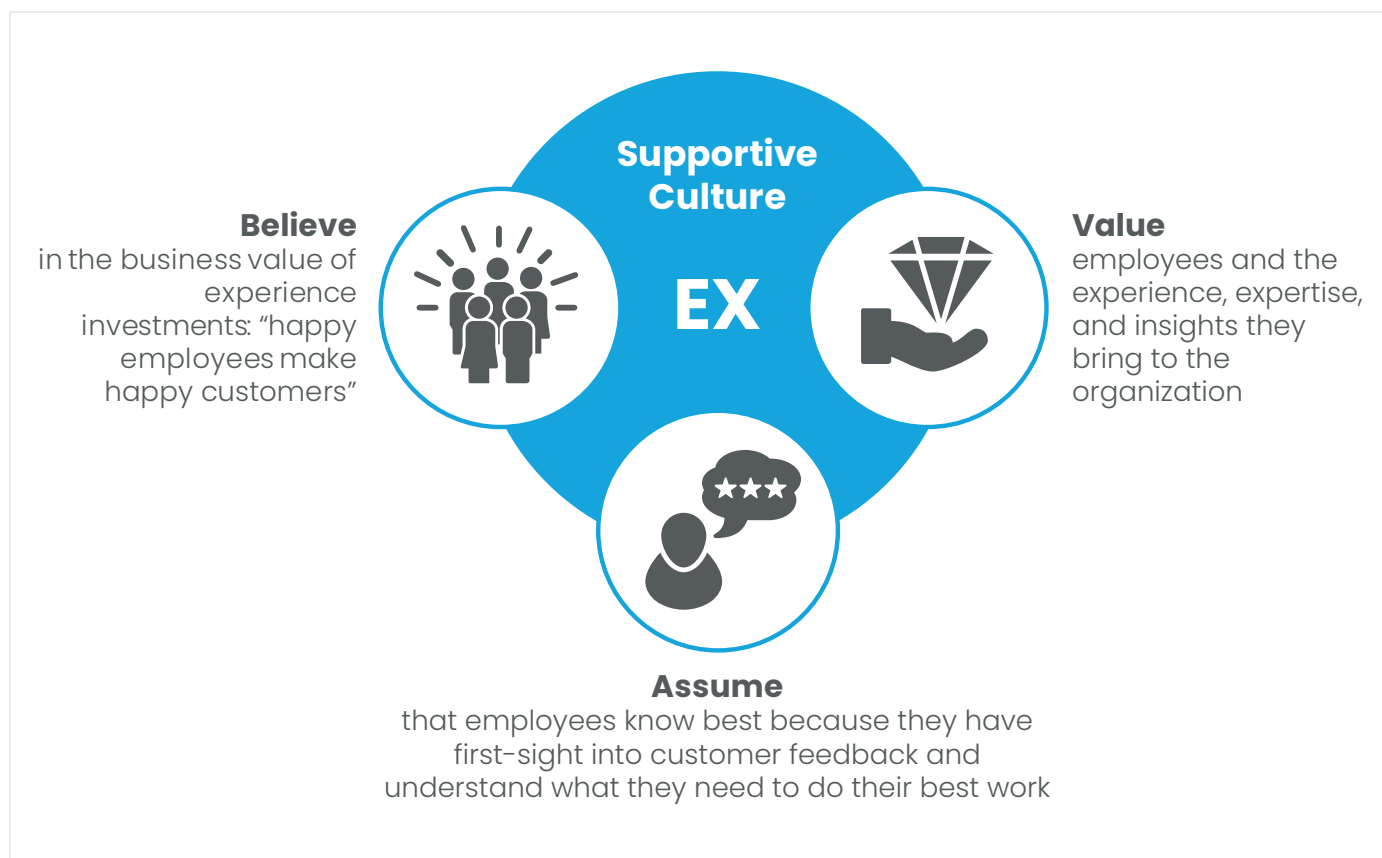 Supportive
Culture
EX
Believe
in the business value of
experience
investments: “happy
employees make
happy customers”
Value
employees and the
experience, expertise,
and insights they
bring to the
organization
Assume
that employees know best because they have
first-sight into customer feedback and
understand what they need to do their best work